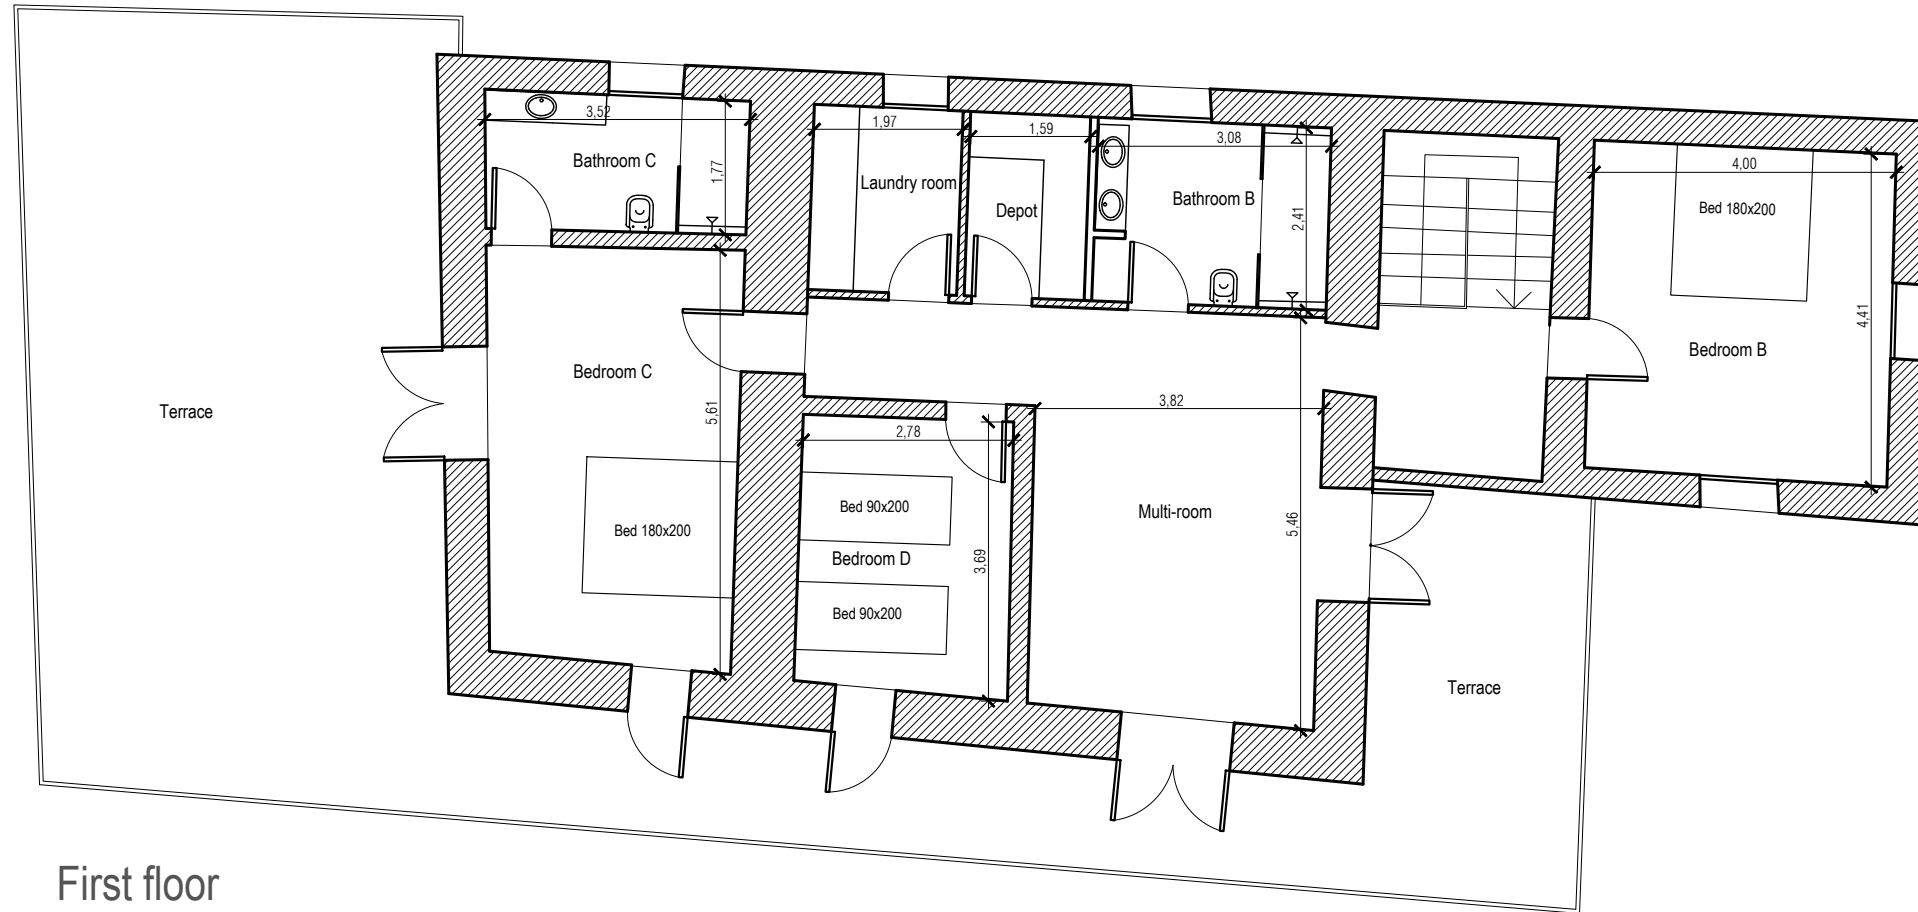 3,52
Bathroom C
1,77
1,97
Laundry room
1,59
Depot
3,08
Bathroom B
2,41
4,00
Bed 180x200
4,41
Bedroom B
Terrace
Bedroom C
5,61
Bed 180x200
2,78
Bed 90x200
Bedroom D
3,69
Bed 90x200
3,82
Multi-room
5,46
Terrace
First floor